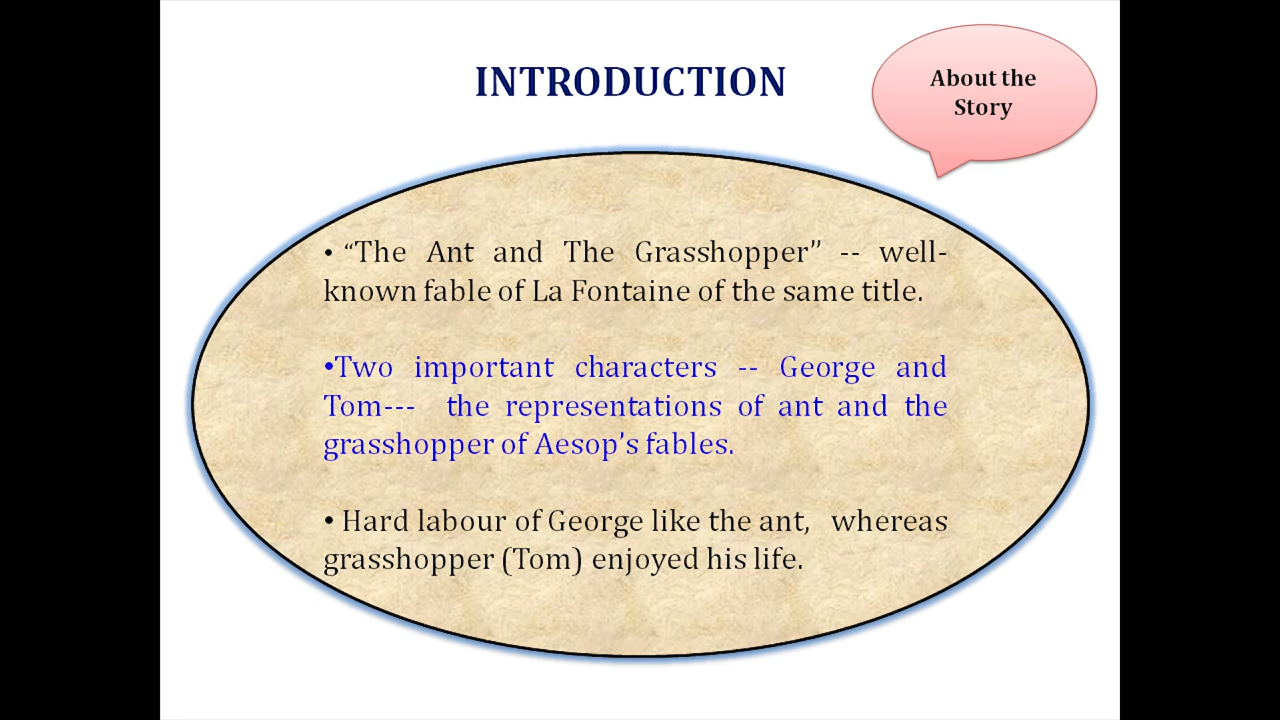 INTRODUCTION
About the
Story
• “The Ant and The Grasshopper” -- well-
known fable of La Fontaine of the same title.
•Two important characters -- George and
Tom--- the representations of ant and the
grasshopper of Aesop’s fables.
• Hard labour of George like the ant, whereas
grasshopper (Tom) enjoyed his life.